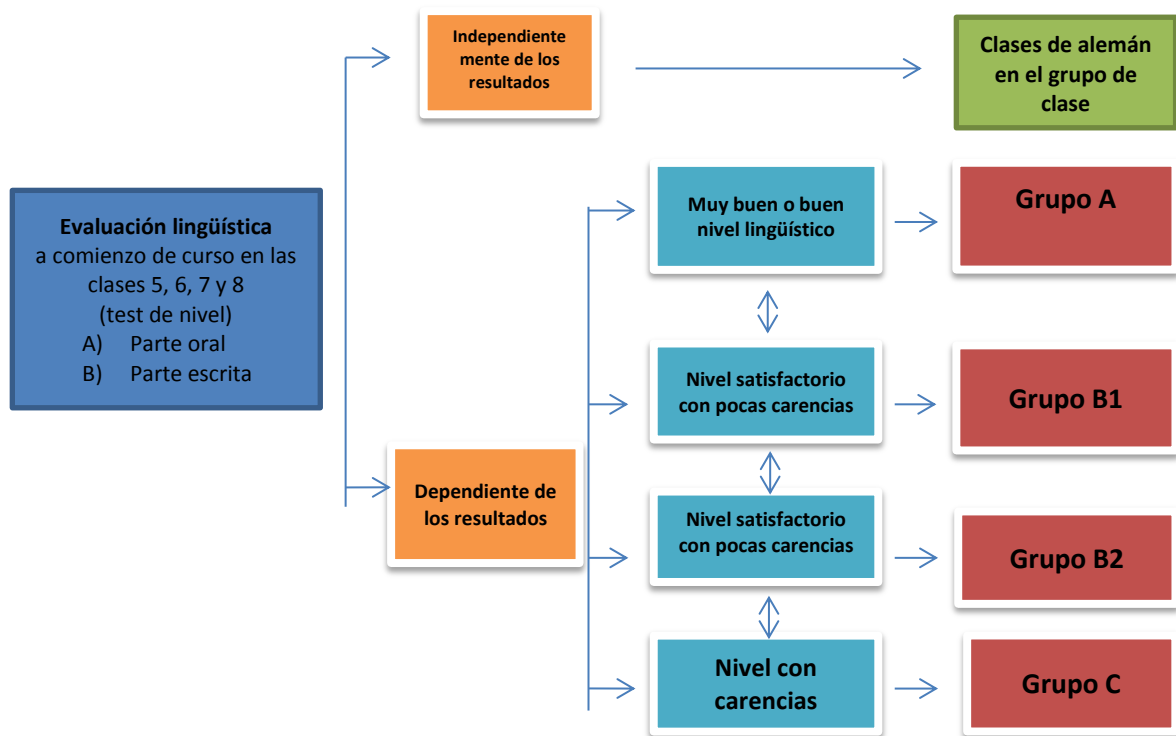 Independiente
mente de los
resultados
Clases de alemán
en el grupo de
clase
Evaluación lingüística
a comienzo de curso en las
clases 5, 6, 7 y 8
(test de nivel)
A) Parte oral
B) Parte escrita
Muy buen o buen
nivel lingüístico
Grupo A
Nivel satisfactorio
con pocas carencias
Grupo B1
Dependiente de
los resultados
Nivel satisfactorio
con pocas carencias
Grupo B2
Nivel con
carencias
Grupo C